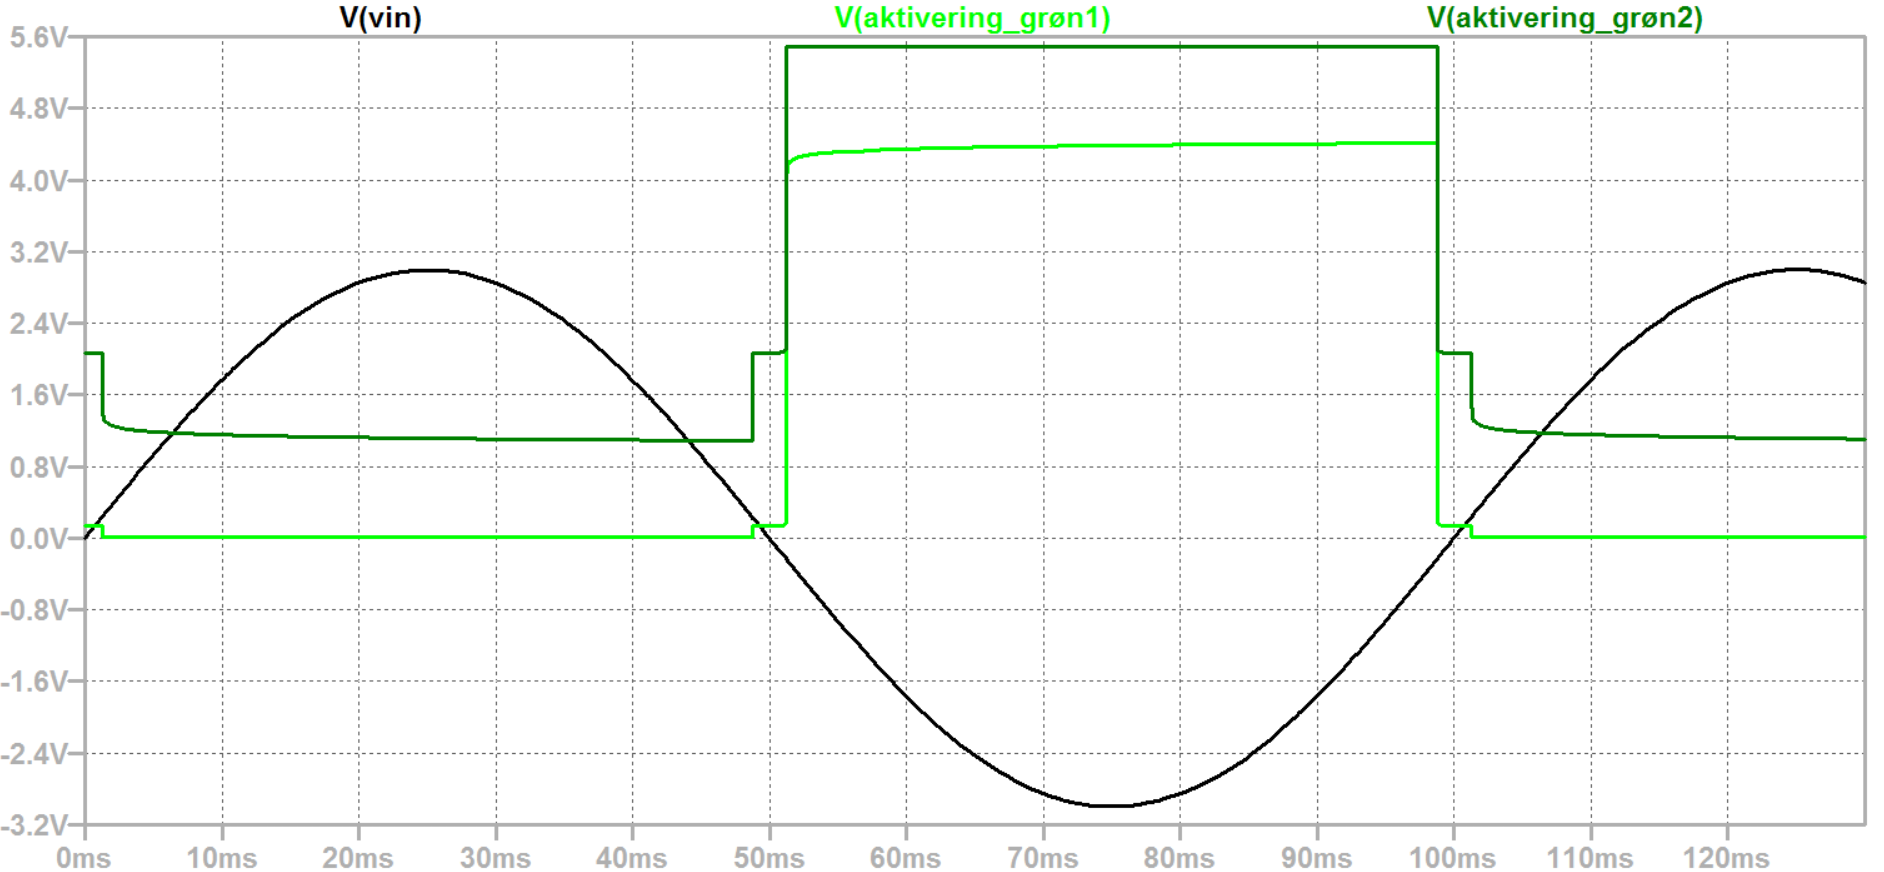 V(vin) V(aktivering_grøn1) V(aktivering_grøn2)
5.6V
4.8V
4.0V
3.2V
2.4V
1.6V
0.8V
0.0V
-0.8V
-1.6V
-2.4V
-3.2V
0ms 10ms 20ms 30ms 40ms 50ms 60ms 70ms 80ms 90ms 100ms 110ms 120ms